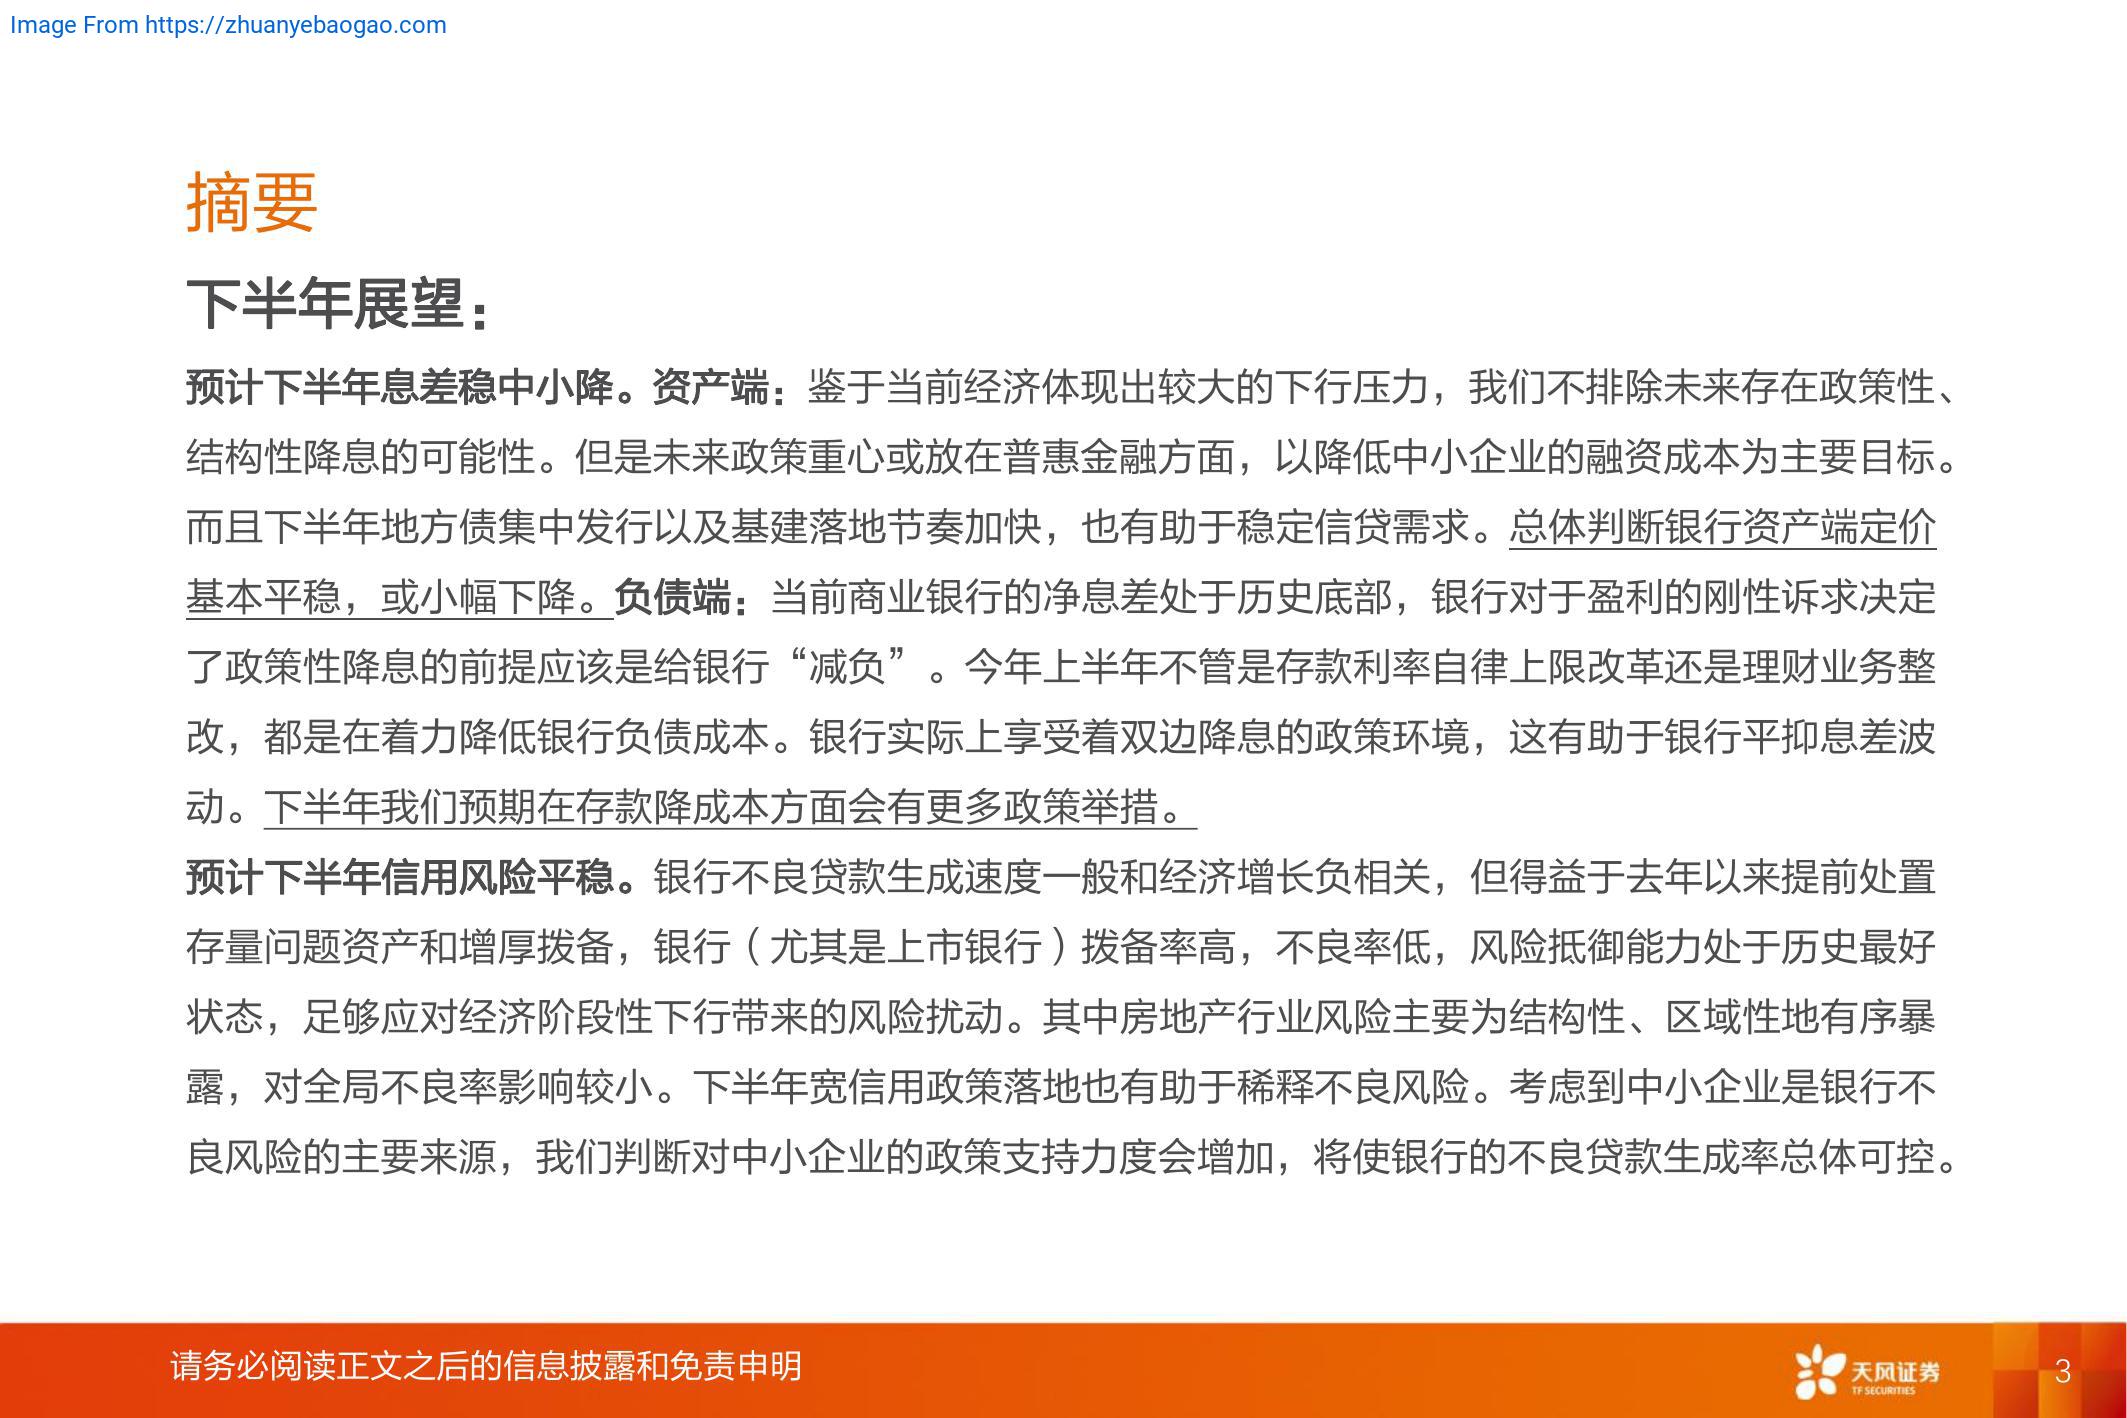 Image From https://zhuanyebaogao.com
摘要
下半年展望：
预计下半年息差稳中小降。资产端：鉴于当前经济体现出较大的下行压力，我们不排除未来存在政策性、
结构性降息的可能性。但是未来政策重心或放在普惠金融方面，以降低中小企业的融资成本为主要目标。
而且下半年地方债集中发行以及基建落地节奏加快，也有助于稳定信贷需求。总体判断银行资产端定价
基本平稳，或小幅下降。负债端：当前商业银行的净息差处于历史底部，银行对于盈利的刚性诉求决定
了政策性降息的前提应该是给银行“减负”。今年上半年不管是存款利率自律上限改革还是理财业务整
改，都是在着力降低银行负债成本。银行实际上享受着双边降息的政策环境，这有助于银行平抑息差波
动。下半年我们预期在存款降成本方面会有更多政策举措。
预计下半年信用风险平稳。银行不良贷款生成速度一般和经济增长负相关，但得益于去年以来提前处置
存量问题资产和增厚拨备，银行（尤其是上市银行）拨备率高，不良率低，风险抵御能力处于历史最好
状态，足够应对经济阶段性下行带来的风险扰动。其中房地产行业风险主要为结构性、区域性地有序暴
露，对全局不良率影响较小。下半年宽信用政策落地也有助于稀释不良风险。考虑到中小企业是银行不
良风险的主要来源，我们判断对中小企业的政策支持力度会增加，将使银行的不良贷款生成率总体可控。
请务必阅读正文之后的信息披露和免责申明
天风证券
TF SECURITIES
3